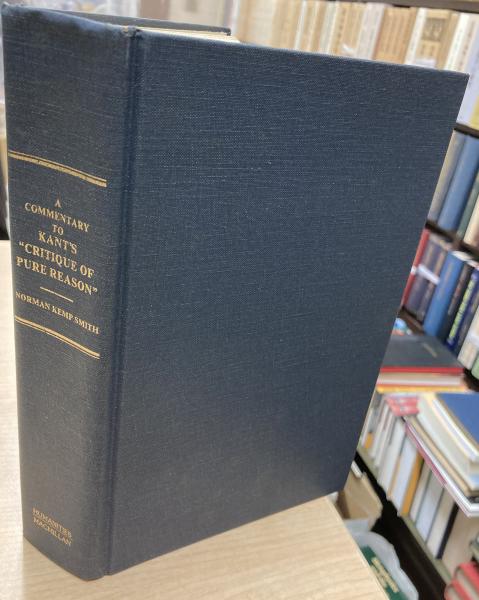 A
COMMENTARY
TO
KANT'S
"CRITIQUE OF
PURE REASON"
NORMAN KEMP SMITH
HUMANITIES
MACMILLAN